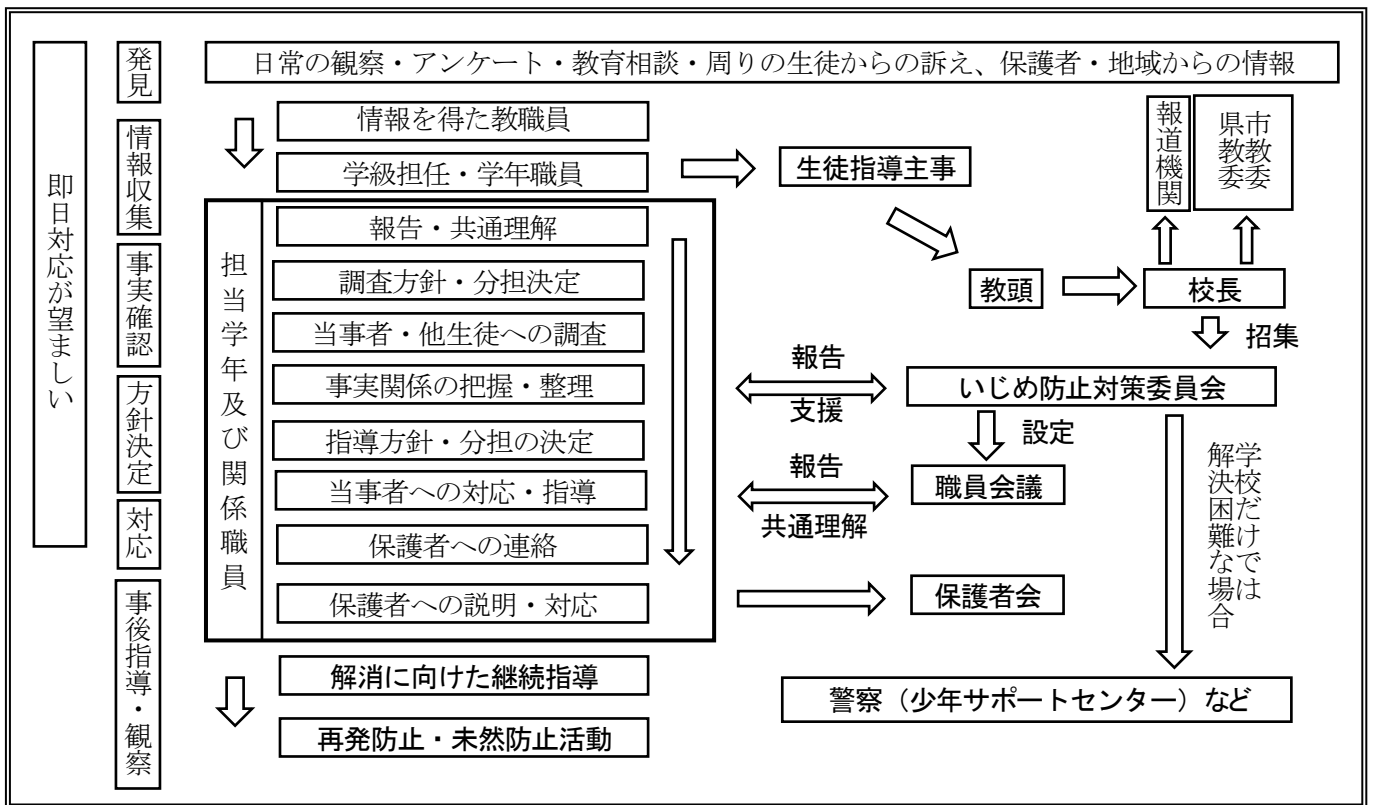 即日対応が望ましい
発見
情報収集
事実確認
方針決定
対応
事後指導・観察
日常の観察・アンケート・教育相談・周りの生徒からの訴え、保護者・地域からの情報
情報を得た教職員
学級担任・学年職員
生徒指導主事
教頭
校長
報道機関
市教委
県教委
招集
担当学年及び関係職員
報告・共通理解
調査方針・分担決定
当事者・他生徒への調査
事実関係の把握・整理
指導方針・分担の決定
当事者への対応・指導
保護者への連絡
保護者への説明・対応
報告
支援
いじめ防止対策委員会
設定
報告
共通理解
職員会議
保護者会
学校だけでは
解決困難な場合
警察（少年サポートセンター）など
解消に向けた継続指導
再発防止・未然防止活動